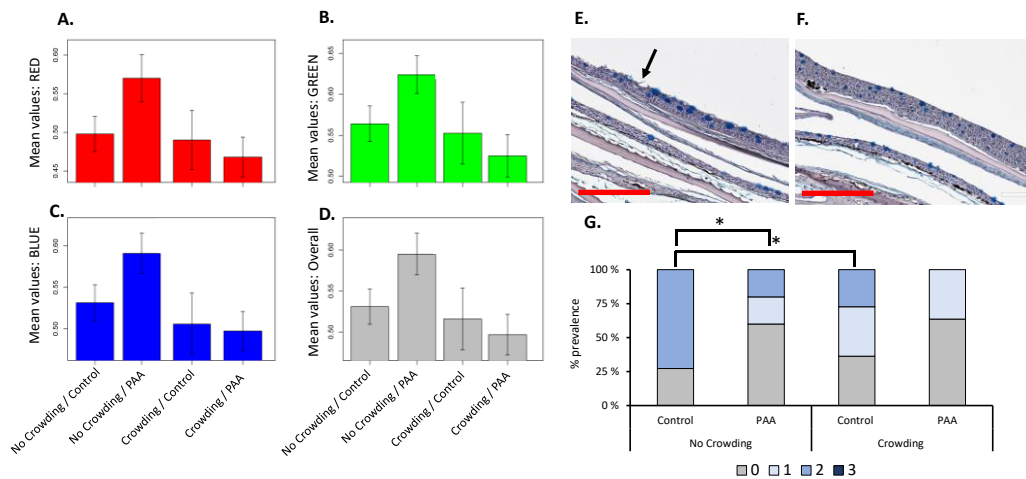 A.
Mean values: RED
0.60
0.55
0.50
0.45
B.
Mean values: GREEN
0.65
0.60
0.55
0.50
C.
Mean values: BLUE
0.60
0.55
0.50
No Crowding / Control
No Crowding / PAA
Crowding / Control
Crowding / PAA
D.
Mean values: Overall
0.60
0.55
0.50
No Crowding / Control
No Crowding / PAA
Crowding / Control
Crowding / PAA
E.
F.
G.
*
*
% prevalence
100 %
75 %
50 %
25 %
0 %
Control PAA Control PAA
No Crowding Crowding
0 1 2 3